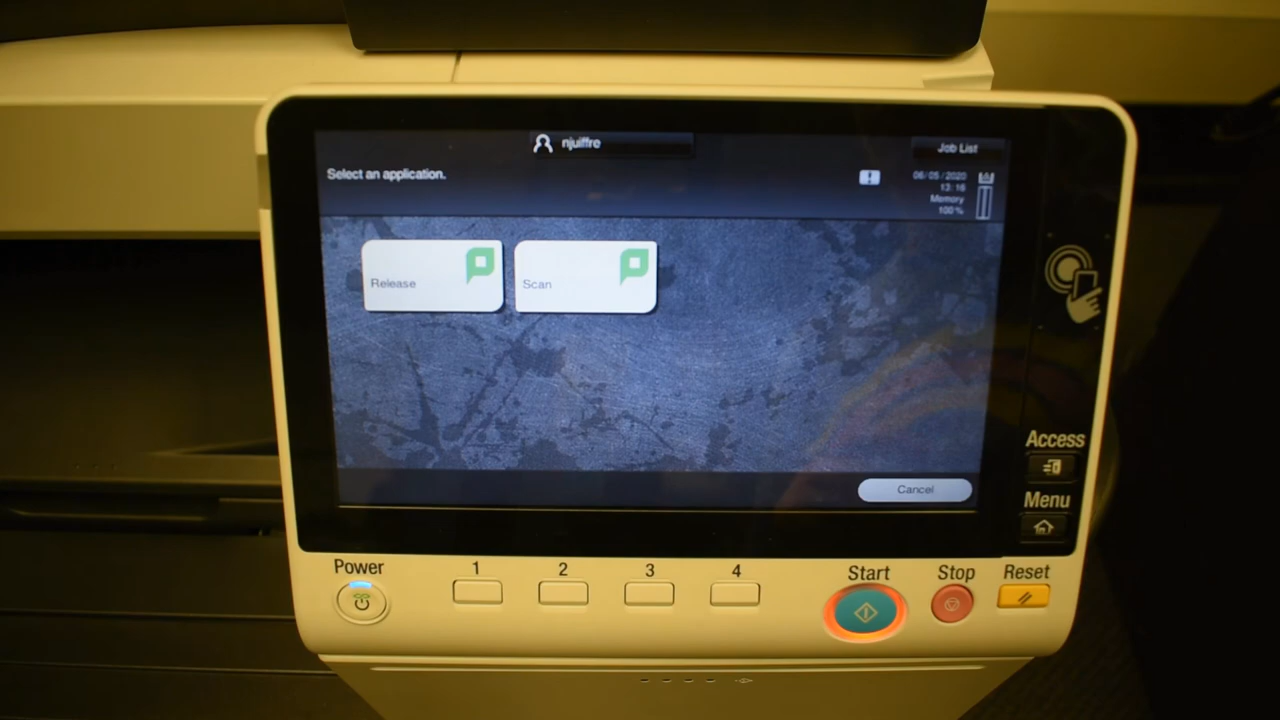 njuiffre
Job List
Select an application.
06/05/2020
13:16
Memory
100%
Release
Scan
Cancel
Access
Menu
Power
1
2
3
4
Start
Stop
Reset